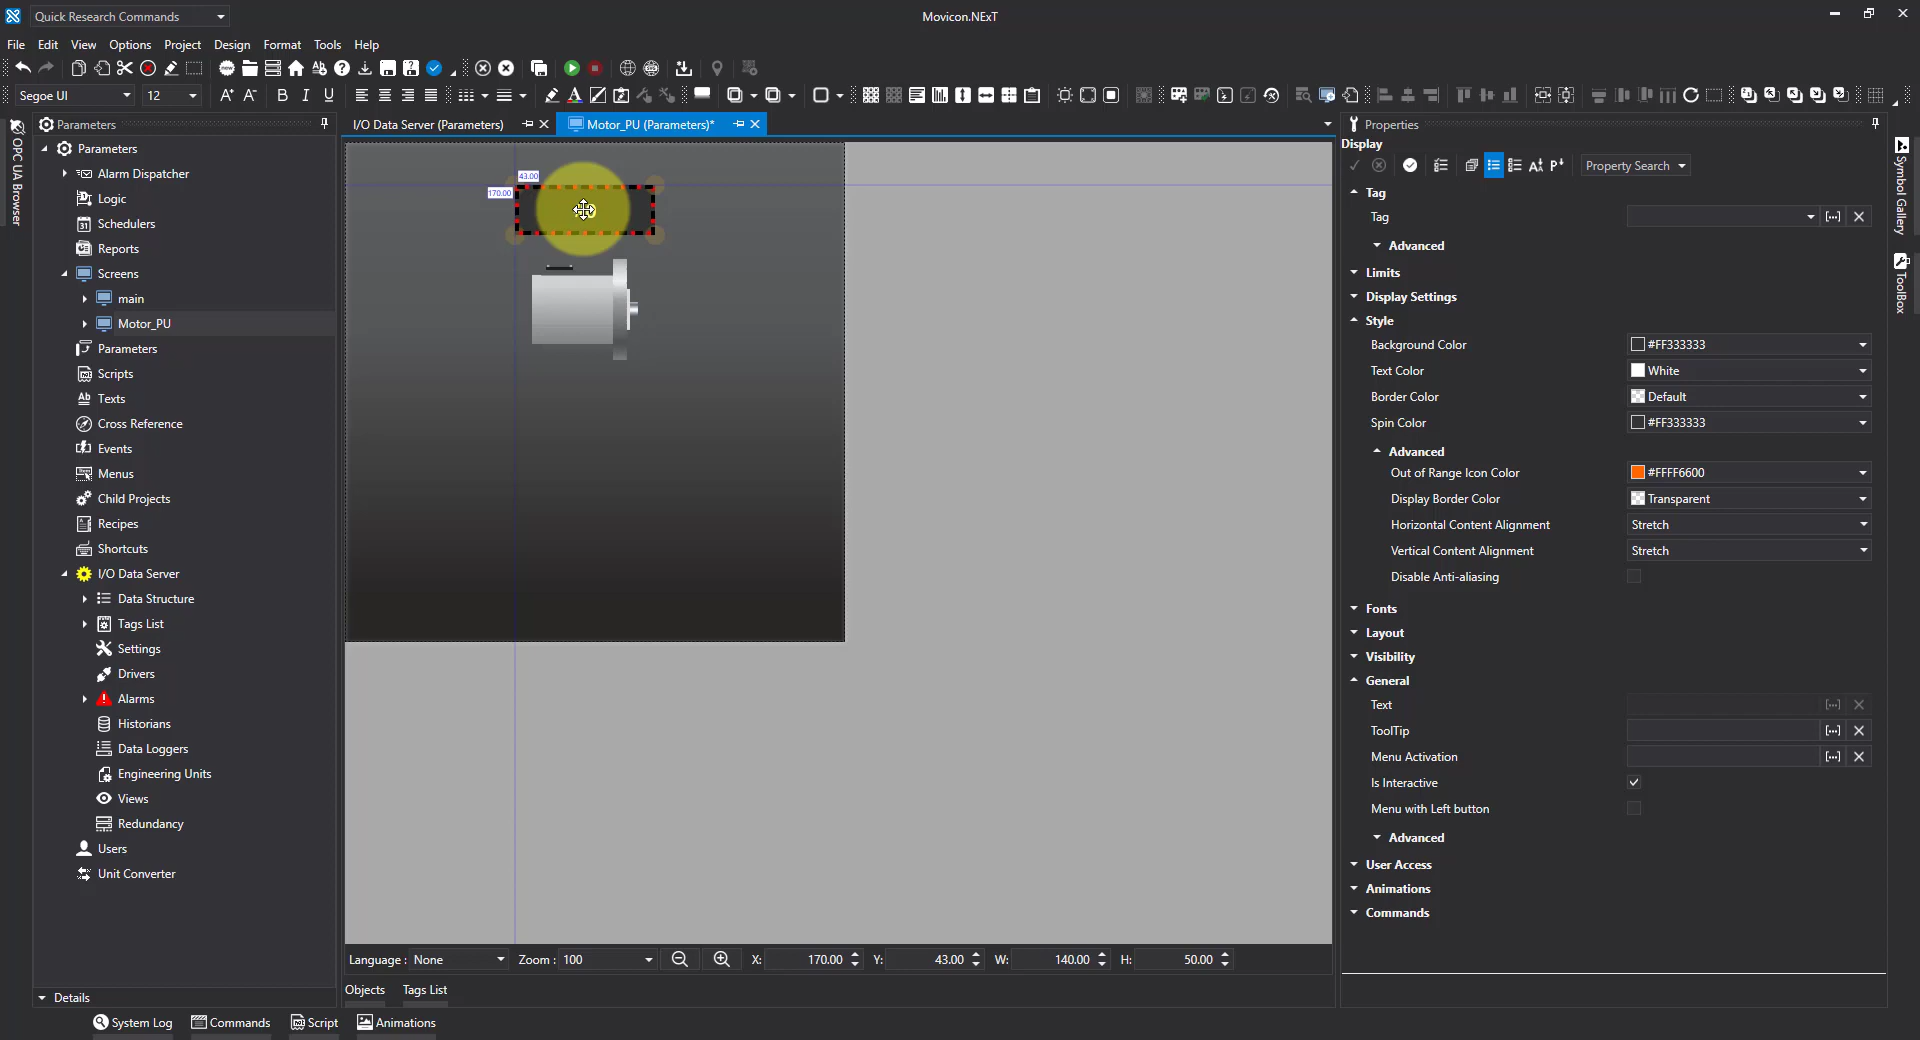 Quick Research Commands
Movicon.NExT
File Edit View Options Project Design Format Tools Help
Segoe UI 12 B I U
Parameters
I/O Data Server (Parameters)
Motor_PU (Parameters)*
Properties
OPC UA Browser
Parameters
Alarm Dispatcher
Logic
Schedulers
Reports
Screens
main
Motor_PU
Parameters
Scripts
Texts
Cross Reference
Events
Menus
Child Projects
Recipes
Shortcuts
I/O Data Server
Data Structure
Tags List
Settings
Drivers
Alarms
Historians
Data Loggers
Engineering Units
Views
Redundancy
Users
Unit Converter
Details
43.00
170.00
Display
Property Search
Tag
Tag
Advanced
Limits
Display Settings
Style
Background Color #FF333333
Text Color White
Border Color Default
Spin Color #FF333333
Advanced
Out of Range Icon Color #FFFF6600
Display Border Color Transparent
Horizontal Content Alignment Stretch
Vertical Content Alignment Stretch
Disable Anti-aliasing
Fonts
Layout
Visibility
General
Text
ToolTip
Menu Activation
Is Interactive
Menu with Left button
Advanced
User Access
Animations
Commands
Symbol Gallery
ToolBox
Language : None Zoom : 100 X: 170.00 Y: 43.00 W: 140.00 H: 50.00
Objects Tags List
System Log Commands Script Animations